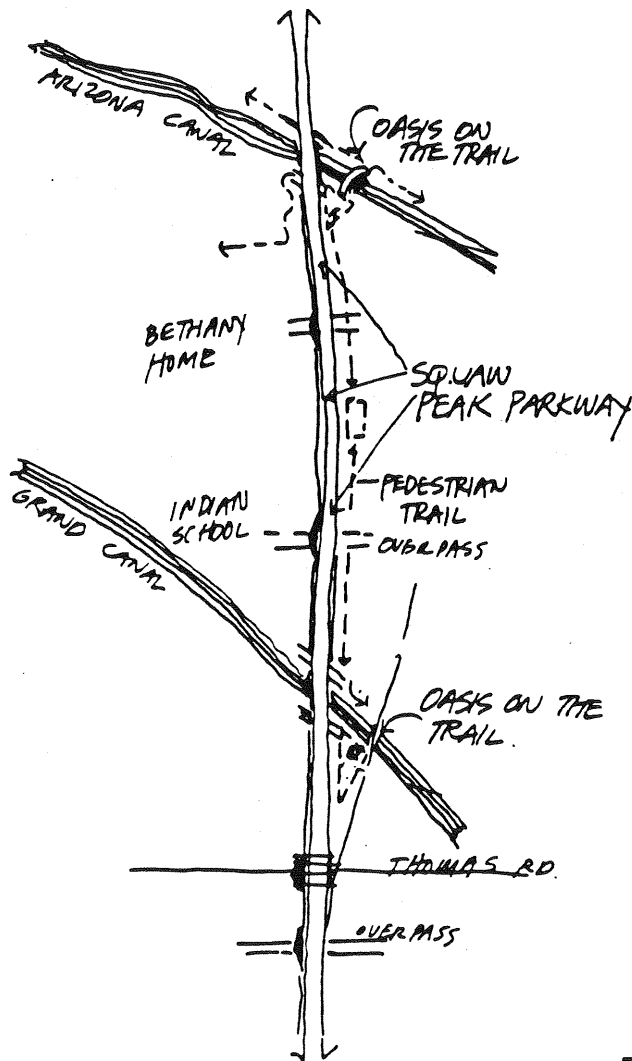 ARIZONA CANAL
OASIS ON
THE TRAIL
BETHANY
HOME
SQUAW
PEAK PARKWAY
GRAND CANAL
INDIAN
SCHOOL
PEDESTRIAN
TRAIL
OVERPASS
OASIS ON THE
TRAIL.
THOMAS RD.
OVERPASS